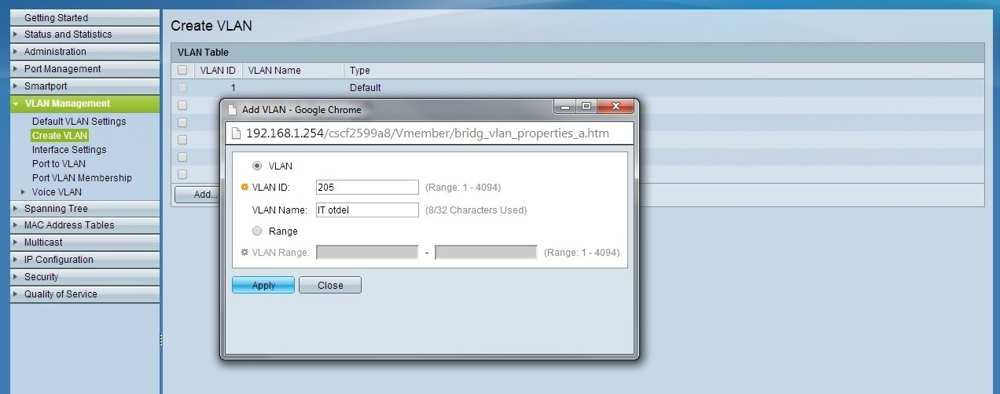 Getting Started
Status and Statistics
Administration
Port Management
Smartport
VLAN Management
Default VLAN Settings
Create VLAN
Interface Settings
Port to VLAN
Port VLAN Membership
Voice VLAN
Spanning Tree
MAC Address Tables
Multicast
IP Configuration
Security
Quality of Service
Create VLAN
VLAN Table
VLAN ID VLAN Name Type
1 Default
Add...
Add VLAN - Google Chrome
192.168.1.254/cscf2599a8/Vmember/bridg_vlan_properties_a.htm
VLAN
VLAN ID: 205 (Range: 1 - 4094)
VLAN Name: IT otdel (8/32 Characters Used)
Range
VLAN Range: - (Range: 1 - 4094)
Apply Close